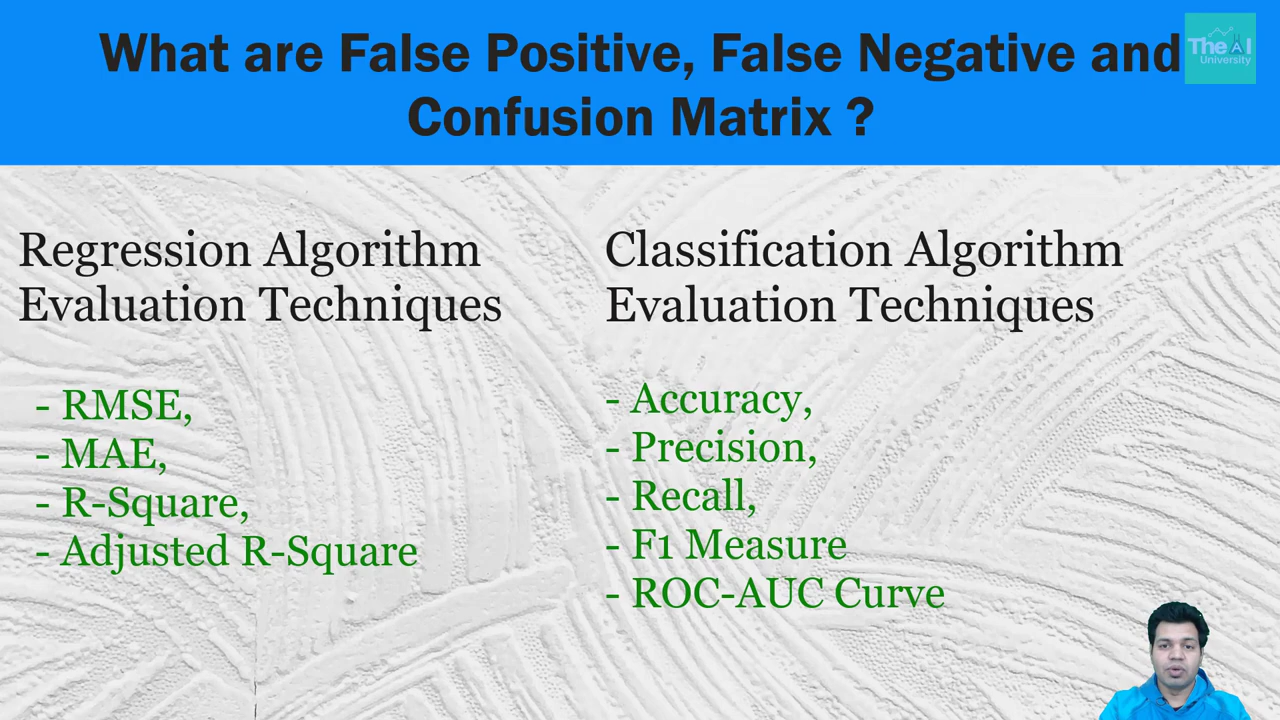 What are False Positive, False Negative and
Confusion Matrix ?
The AI
University
Regression Algorithm
Evaluation Techniques
- RMSE,
- MAE,
- R-Square,
- Adjusted R-Square
Classification Algorithm
Evaluation Techniques
- Accuracy,
- Precision,
- Recall,
- F1 Measure
- ROC-AUC Curve